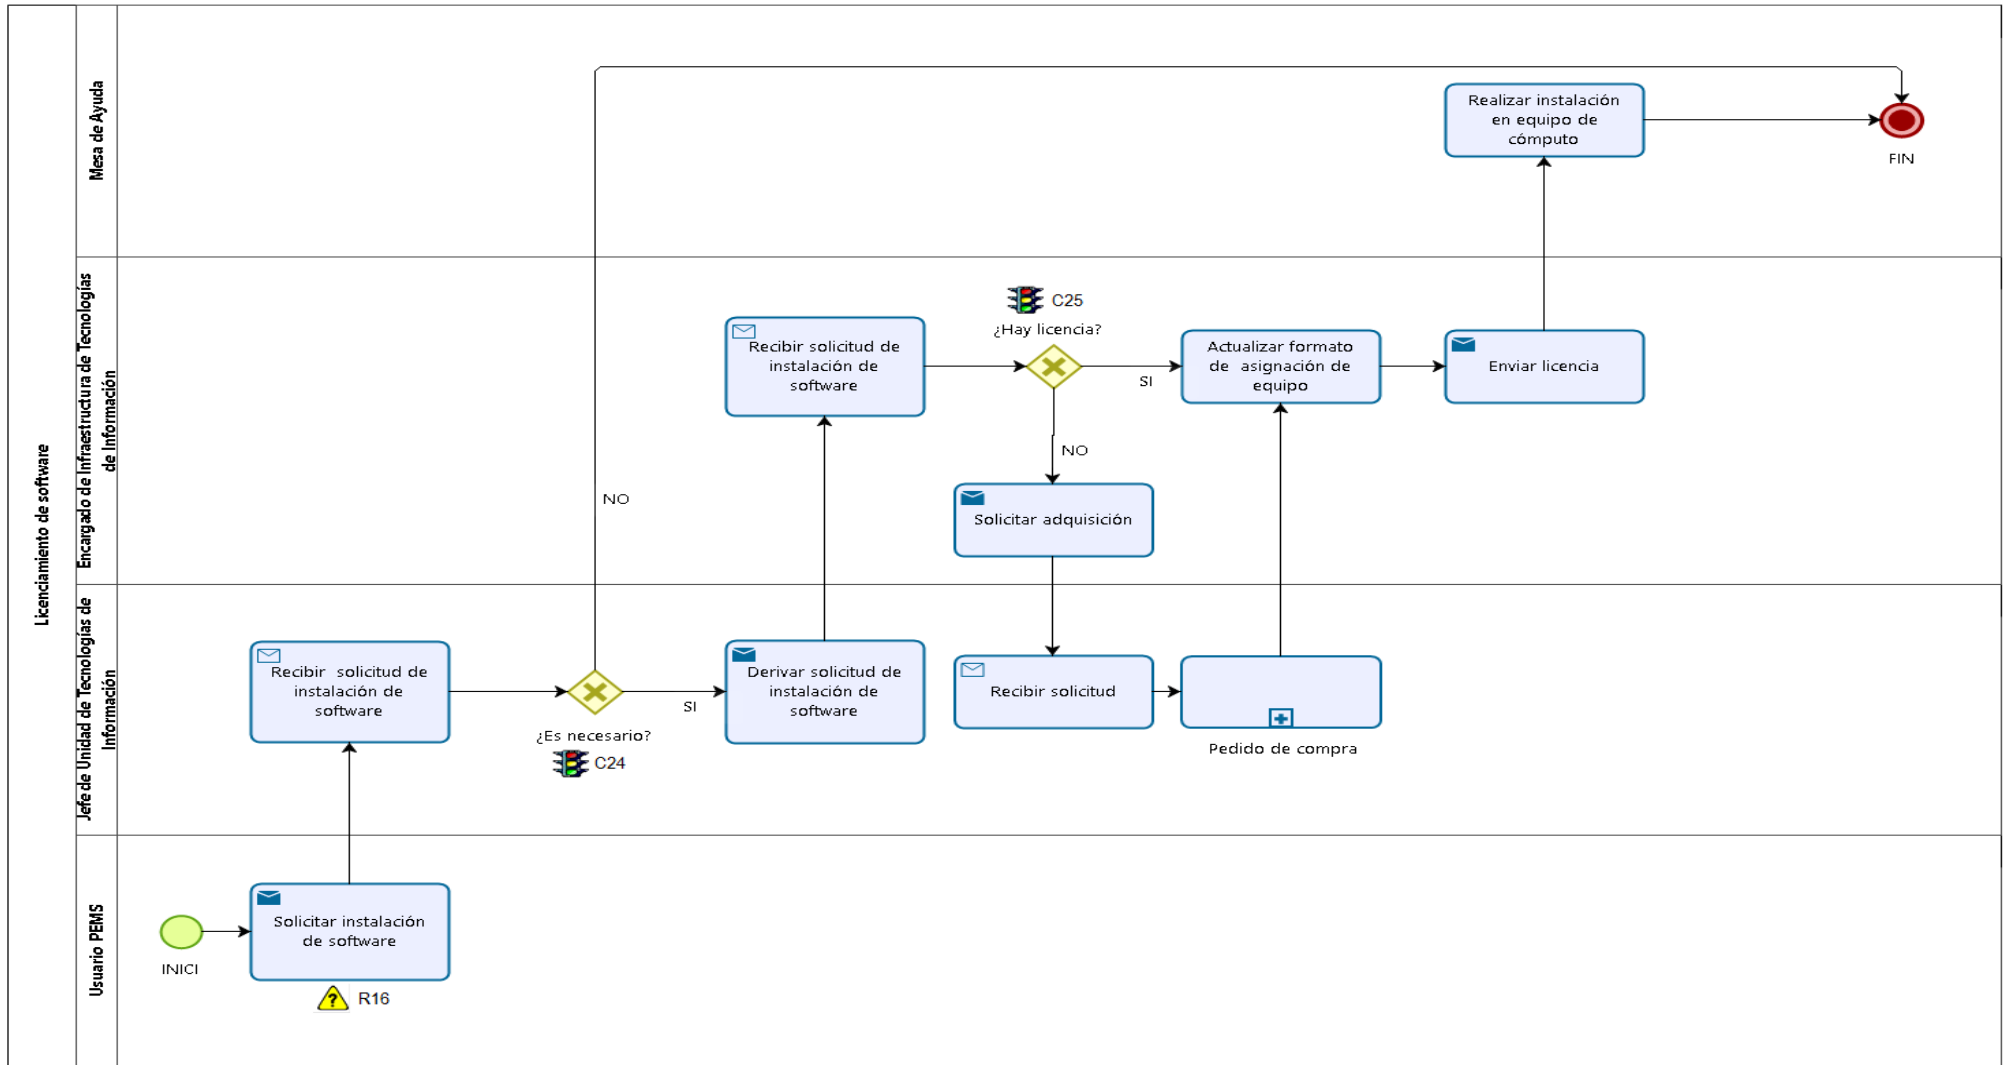 Licenciamiento de software
Mesa de Ayuda
Realizar instalación
en equipo de
cómputo
FIN
Encargado de Infraestructura de Tecnologías
de Información
Recibir solicitud de
instalación de
software
C25
¿Hay licencia?
SI
NO
Actualizar formato
de asignación de
equipo
Enviar licencia
Solicitar adquisición
NO
Jefe de Unidad de Tecnologías de
Información
Recibir solicitud de
instalación de
software
¿Es necesario?
C24
SI
Derivar solicitud de
instalación de
software
Recibir solicitud
Pedido de compra
Usuario PEMS
INICI
Solicitar instalación
de software
R16